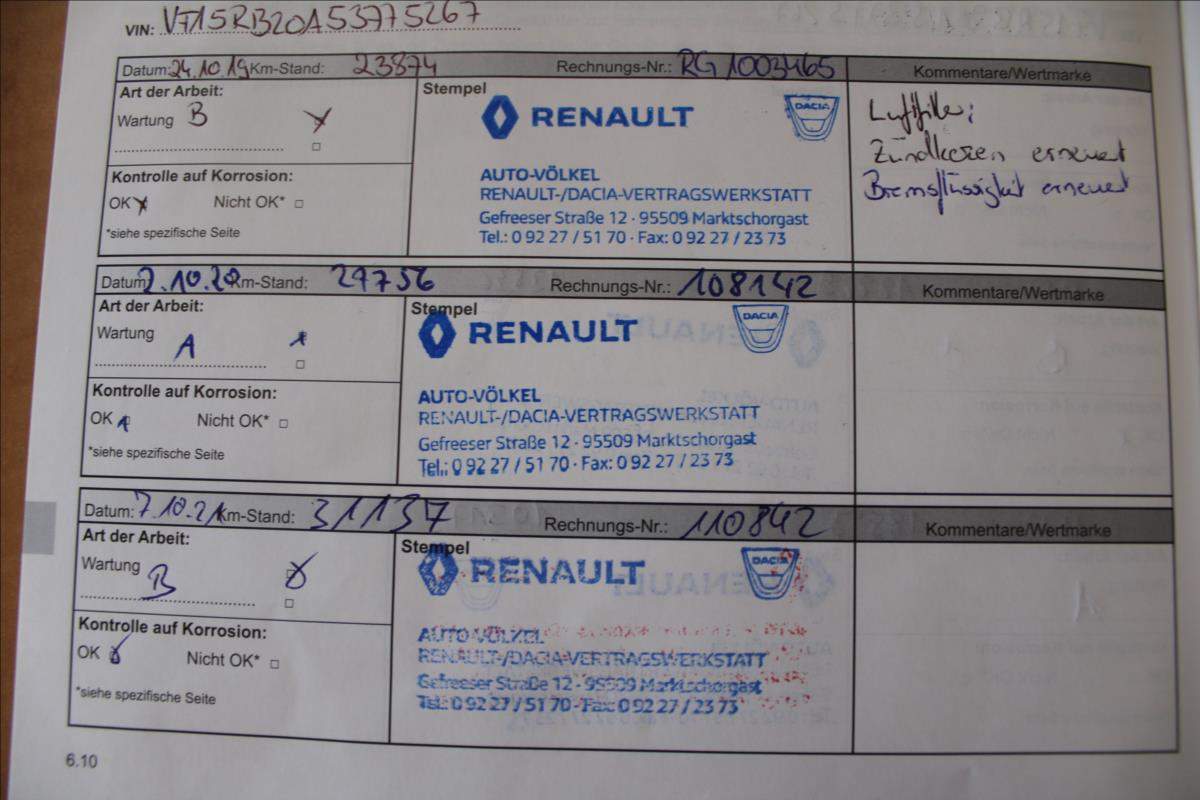 VIN: VF15RB20A53775267
Datum: 24.10.19 Km-Stand: 23874 Rechnungs-Nr.: RG 1003465 Kommentare/Wertmarke
Art der Arbeit:
Wartung B
Kontrolle auf Korrosion:
OK Nicht OK*
*siehe spezifische Seite
Stempel
RENAULT DACIA
AUTO-VÖLKEL
RENAULT-/DACIA-VERTRAGSWERKSTATT
Gefreeser Straße 12 · 95509 Marktschorgast
Tel.: 0 92 27 / 51 70 · Fax: 0 92 27 / 23 73
Luftfilter;
Zündkerzen erneuert
Bremsflüssigkeit erneuert
Datum: 2.10.20 Km-Stand: 27756 Rechnungs-Nr.: 108142 Kommentare/Wertmarke
Art der Arbeit:
Wartung A
Kontrolle auf Korrosion:
OK Nicht OK*
*siehe spezifische Seite
Stempel
RENAULT DACIA
AUTO-VÖLKEL
RENAULT-/DACIA-VERTRAGSWERKSTATT
Gefreeser Straße 12 · 95509 Marktschorgast
Tel.: 0 92 27 / 51 70 · Fax: 0 92 27 / 23 73
Datum: 7.10.21 Km-Stand: 31137 Rechnungs-Nr.: 110842 Kommentare/Wertmarke
Art der Arbeit:
Wartung B
Kontrolle auf Korrosion:
OK Nicht OK*
*siehe spezifische Seite
Stempel
RENAULT DACIA
AUTO-VÖLKEL
RENAULT-/DACIA-VERTRAGSWERKSTATT
Gefreeser Straße 12 · 95509 Marktschorgast
Tel.: 0 92 27 / 51 70 · Fax: 0 92 27 / 23 73
6.10